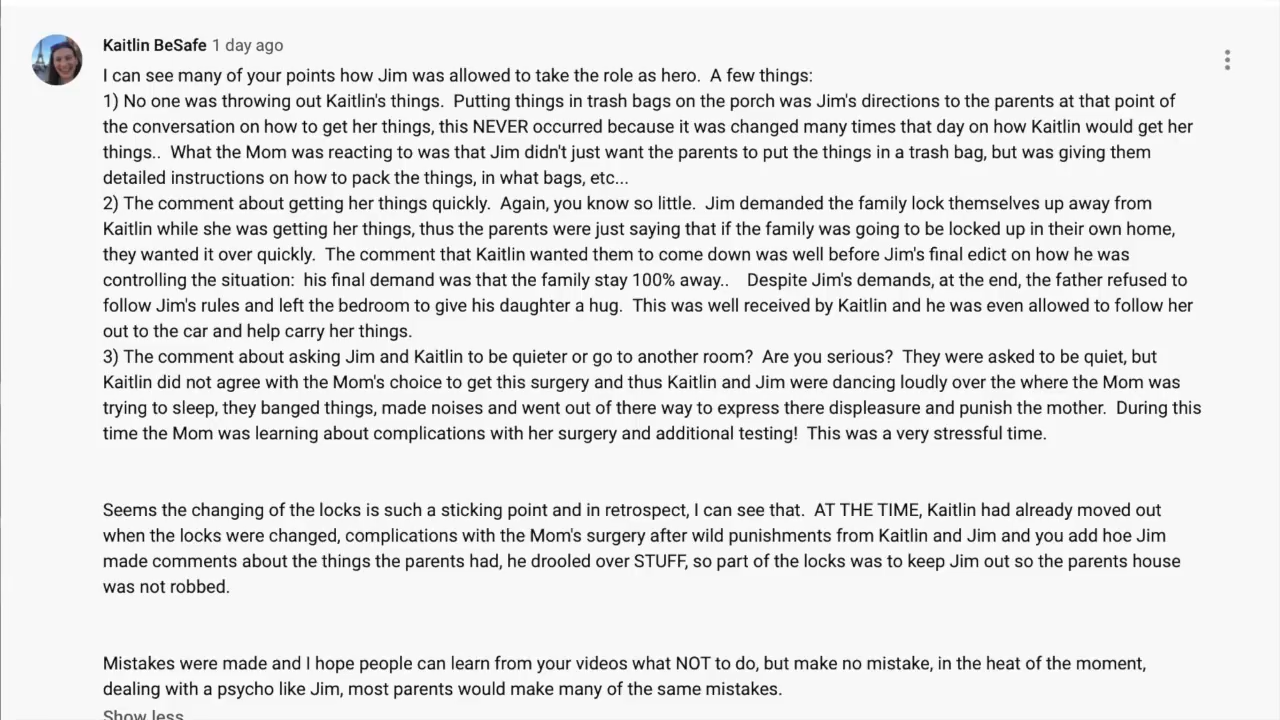 Kaitlin BeSafe 1 day ago
I can see many of your points how Jim was allowed to take the role as hero.  A few things:
1) No one was throwing out Kaitlin's things.  Putting things in trash bags on the porch was Jim's directions to the parents at that point of
the conversation on how to get her things, this NEVER occurred because it was changed many times that day on how Kaitlin would get her
things..  What the Mom was reacting to was that Jim didn't just want the parents to put the things in a trash bag, but was giving them
detailed instructions on how to pack the things, in what bags, etc...
2) The comment about getting her things quickly.  Again, you know so little.  Jim demanded the family lock themselves up away from
Kaitlin while she was getting her things, thus the parents were just saying that if the family was going to be locked up in their own home,
they wanted it over quickly.  The comment that Kaitlin wanted them to come down was well before Jim's final edict on how he was
controlling the situation:  his final demand was that the family stay 100% away..    Despite Jim's demands, at the end, the father refused to
follow Jim's rules and left the bedroom to give his daughter a hug.  This was well received by Kaitlin and he was even allowed to follow her
out to the car and help carry her things.
3) The comment about asking Jim and Kaitlin to be quieter or go to another room?  Are you serious?  They were asked to be quiet, but
Kaitlin did not agree with the Mom's choice to get this surgery and thus Kaitlin and Jim were dancing loudly over the where the Mom was
trying to sleep, they banged things, made noises and went out of there way to express there displeasure and punish the mother.  During this
time the Mom was learning about complications with her surgery and additional testing!  This was a very stressful time.
Seems the changing of the locks is such a sticking point and in retrospect, I can see that.  AT THE TIME, Kaitlin had already moved out
when the locks were changed, complications with the Mom's surgery after wild punishments from Kaitlin and Jim and you add hoe Jim
made comments about the things the parents had, he drooled over STUFF, so part of the locks was to keep Jim out so the parents house
was not robbed.
Mistakes were made and I hope people can learn from your videos what NOT to do, but make no mistake, in the heat of the moment,
dealing with a psycho like Jim, most parents would make many of the same mistakes.
Show less